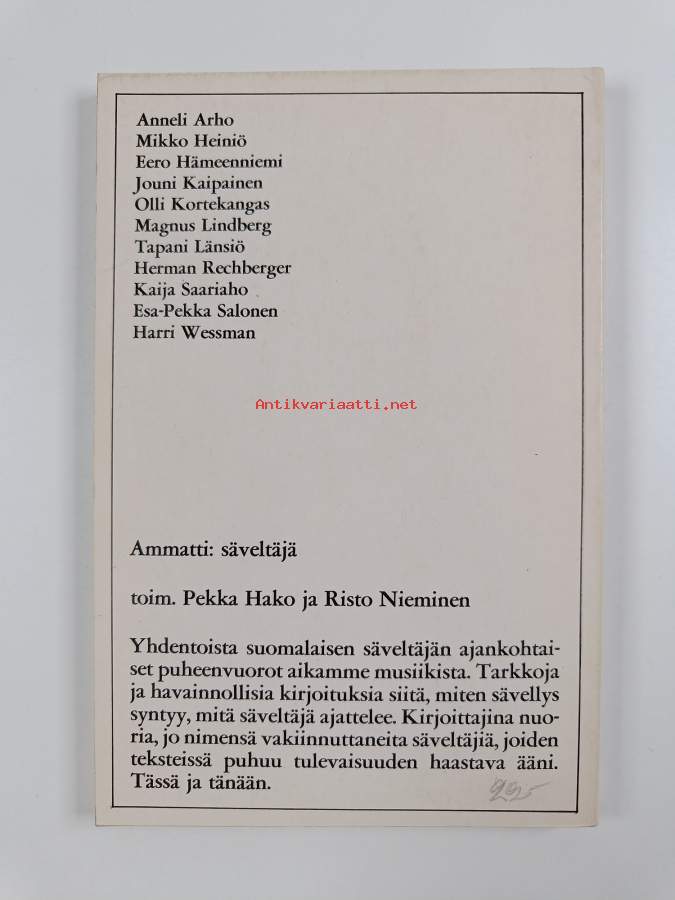 Anneli Arho
Mikko Heiniö
Eero Hämeenniemi
Jouni Kaipainen
Olli Kortekangas
Magnus Lindberg
Tapani Länsiö
Herman Rechberger
Kaija Saariaho
Esa-Pekka Salonen
Harri Wessman
Antikvariaatti.net
Ammatti: säveltäjä
toim. Pekka Hako ja Risto Nieminen
Yhdentoista suomalaisen säveltäjän ajankohtai-
set puheenvuorot aikamme musiikista. Tarkkoja
ja havainnollisia kirjoituksia siitä, miten sävellys
syntyy, mitä säveltäjä ajattelee. Kirjoittajina nuo-
ria, jo nimensä vakiinnuttaneita säveltäjiä, joiden
teksteissä puhuu tulevaisuuden haastava ääni.
Tässä ja tänään.